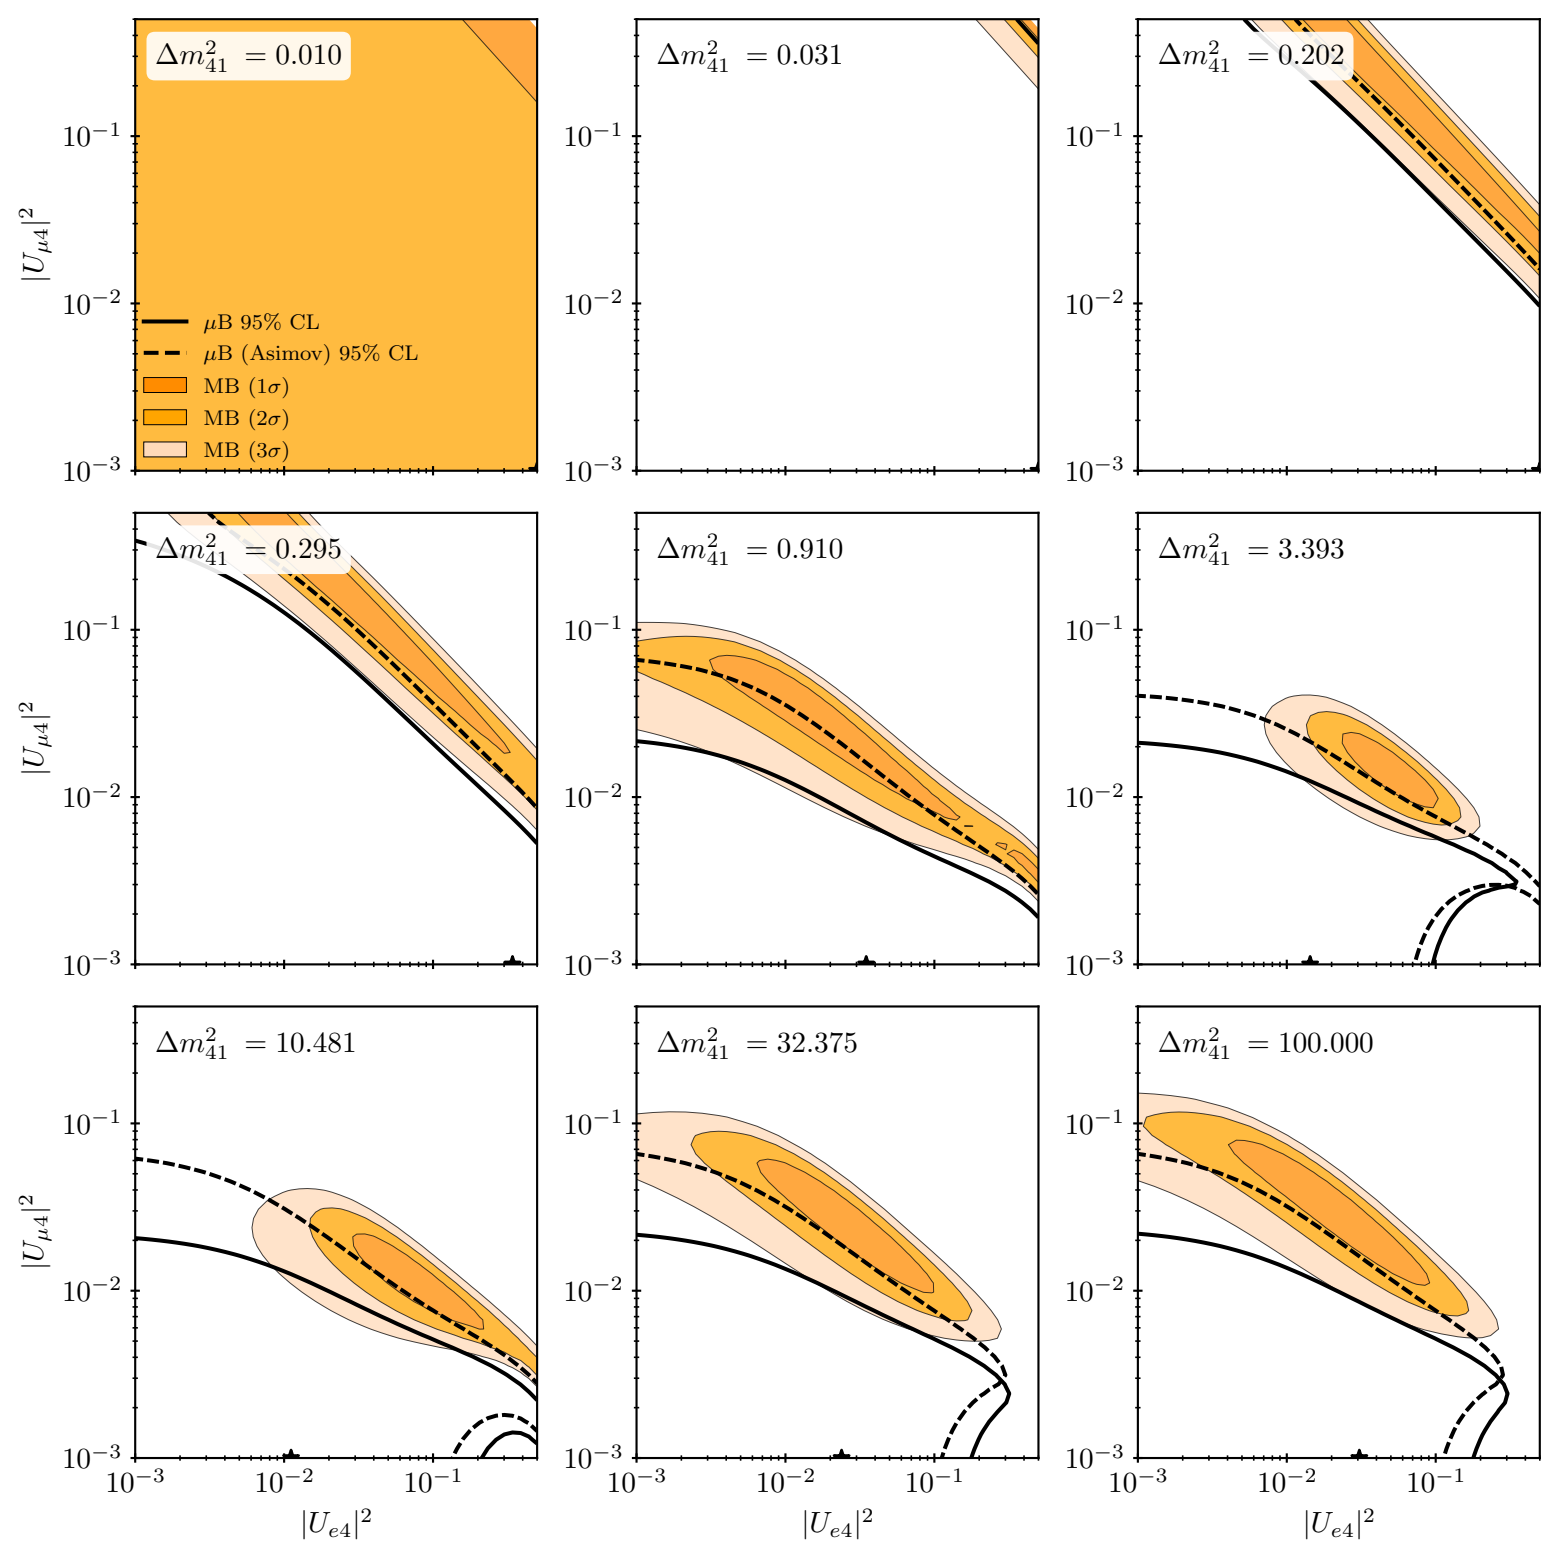 Δm²₄₁ = 0.010
Δm²₄₁ = 0.031
Δm²₄₁ = 0.202
10⁻¹
10⁻²
10⁻³
10⁻¹
10⁻²
10⁻³
10⁻¹
10⁻²
10⁻³
|U_μ4|²
μB 95% CL
μB (Asimov) 95% CL
MB (1σ)
MB (2σ)
MB (3σ)
Δm²₄₁ = 0.295
Δm²₄₁ = 0.910
Δm²₄₁ = 3.393
10⁻¹
10⁻²
10⁻³
10⁻¹
10⁻²
10⁻³
10⁻¹
10⁻²
10⁻³
|U_μ4|²
Δm²₄₁ = 10.481
Δm²₄₁ = 32.375
Δm²₄₁ = 100.000
10⁻¹
10⁻²
10⁻³
10⁻¹
10⁻²
10⁻³
10⁻¹
10⁻²
10⁻³
|U_μ4|²
10⁻³ 10⁻² 10⁻¹
10⁻³ 10⁻² 10⁻¹
10⁻³ 10⁻² 10⁻¹
|U_e4|²
|U_e4|²
|U_e4|²